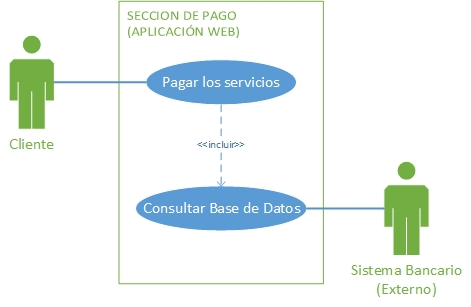 SECCION DE PAGO
(APLICACIÓN WEB)
Pagar los servicios
Cliente
<<incluir>>
Consultar Base de Datos
Sistema Bancario
(Externo)